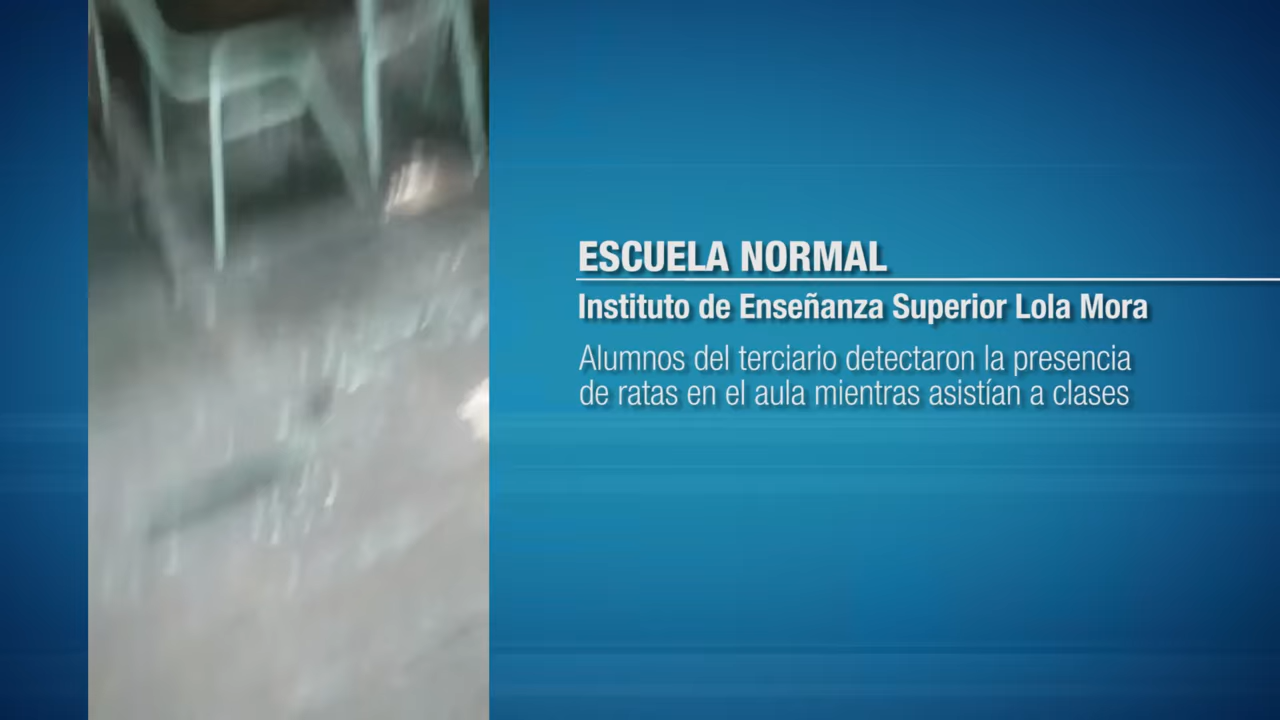 ESCUELA NORMAL
Instituto de Enseñanza Superior Lola Mora
Alumnos del terciario detectaron la presencia
de ratas en el aula mientras asistían a clases